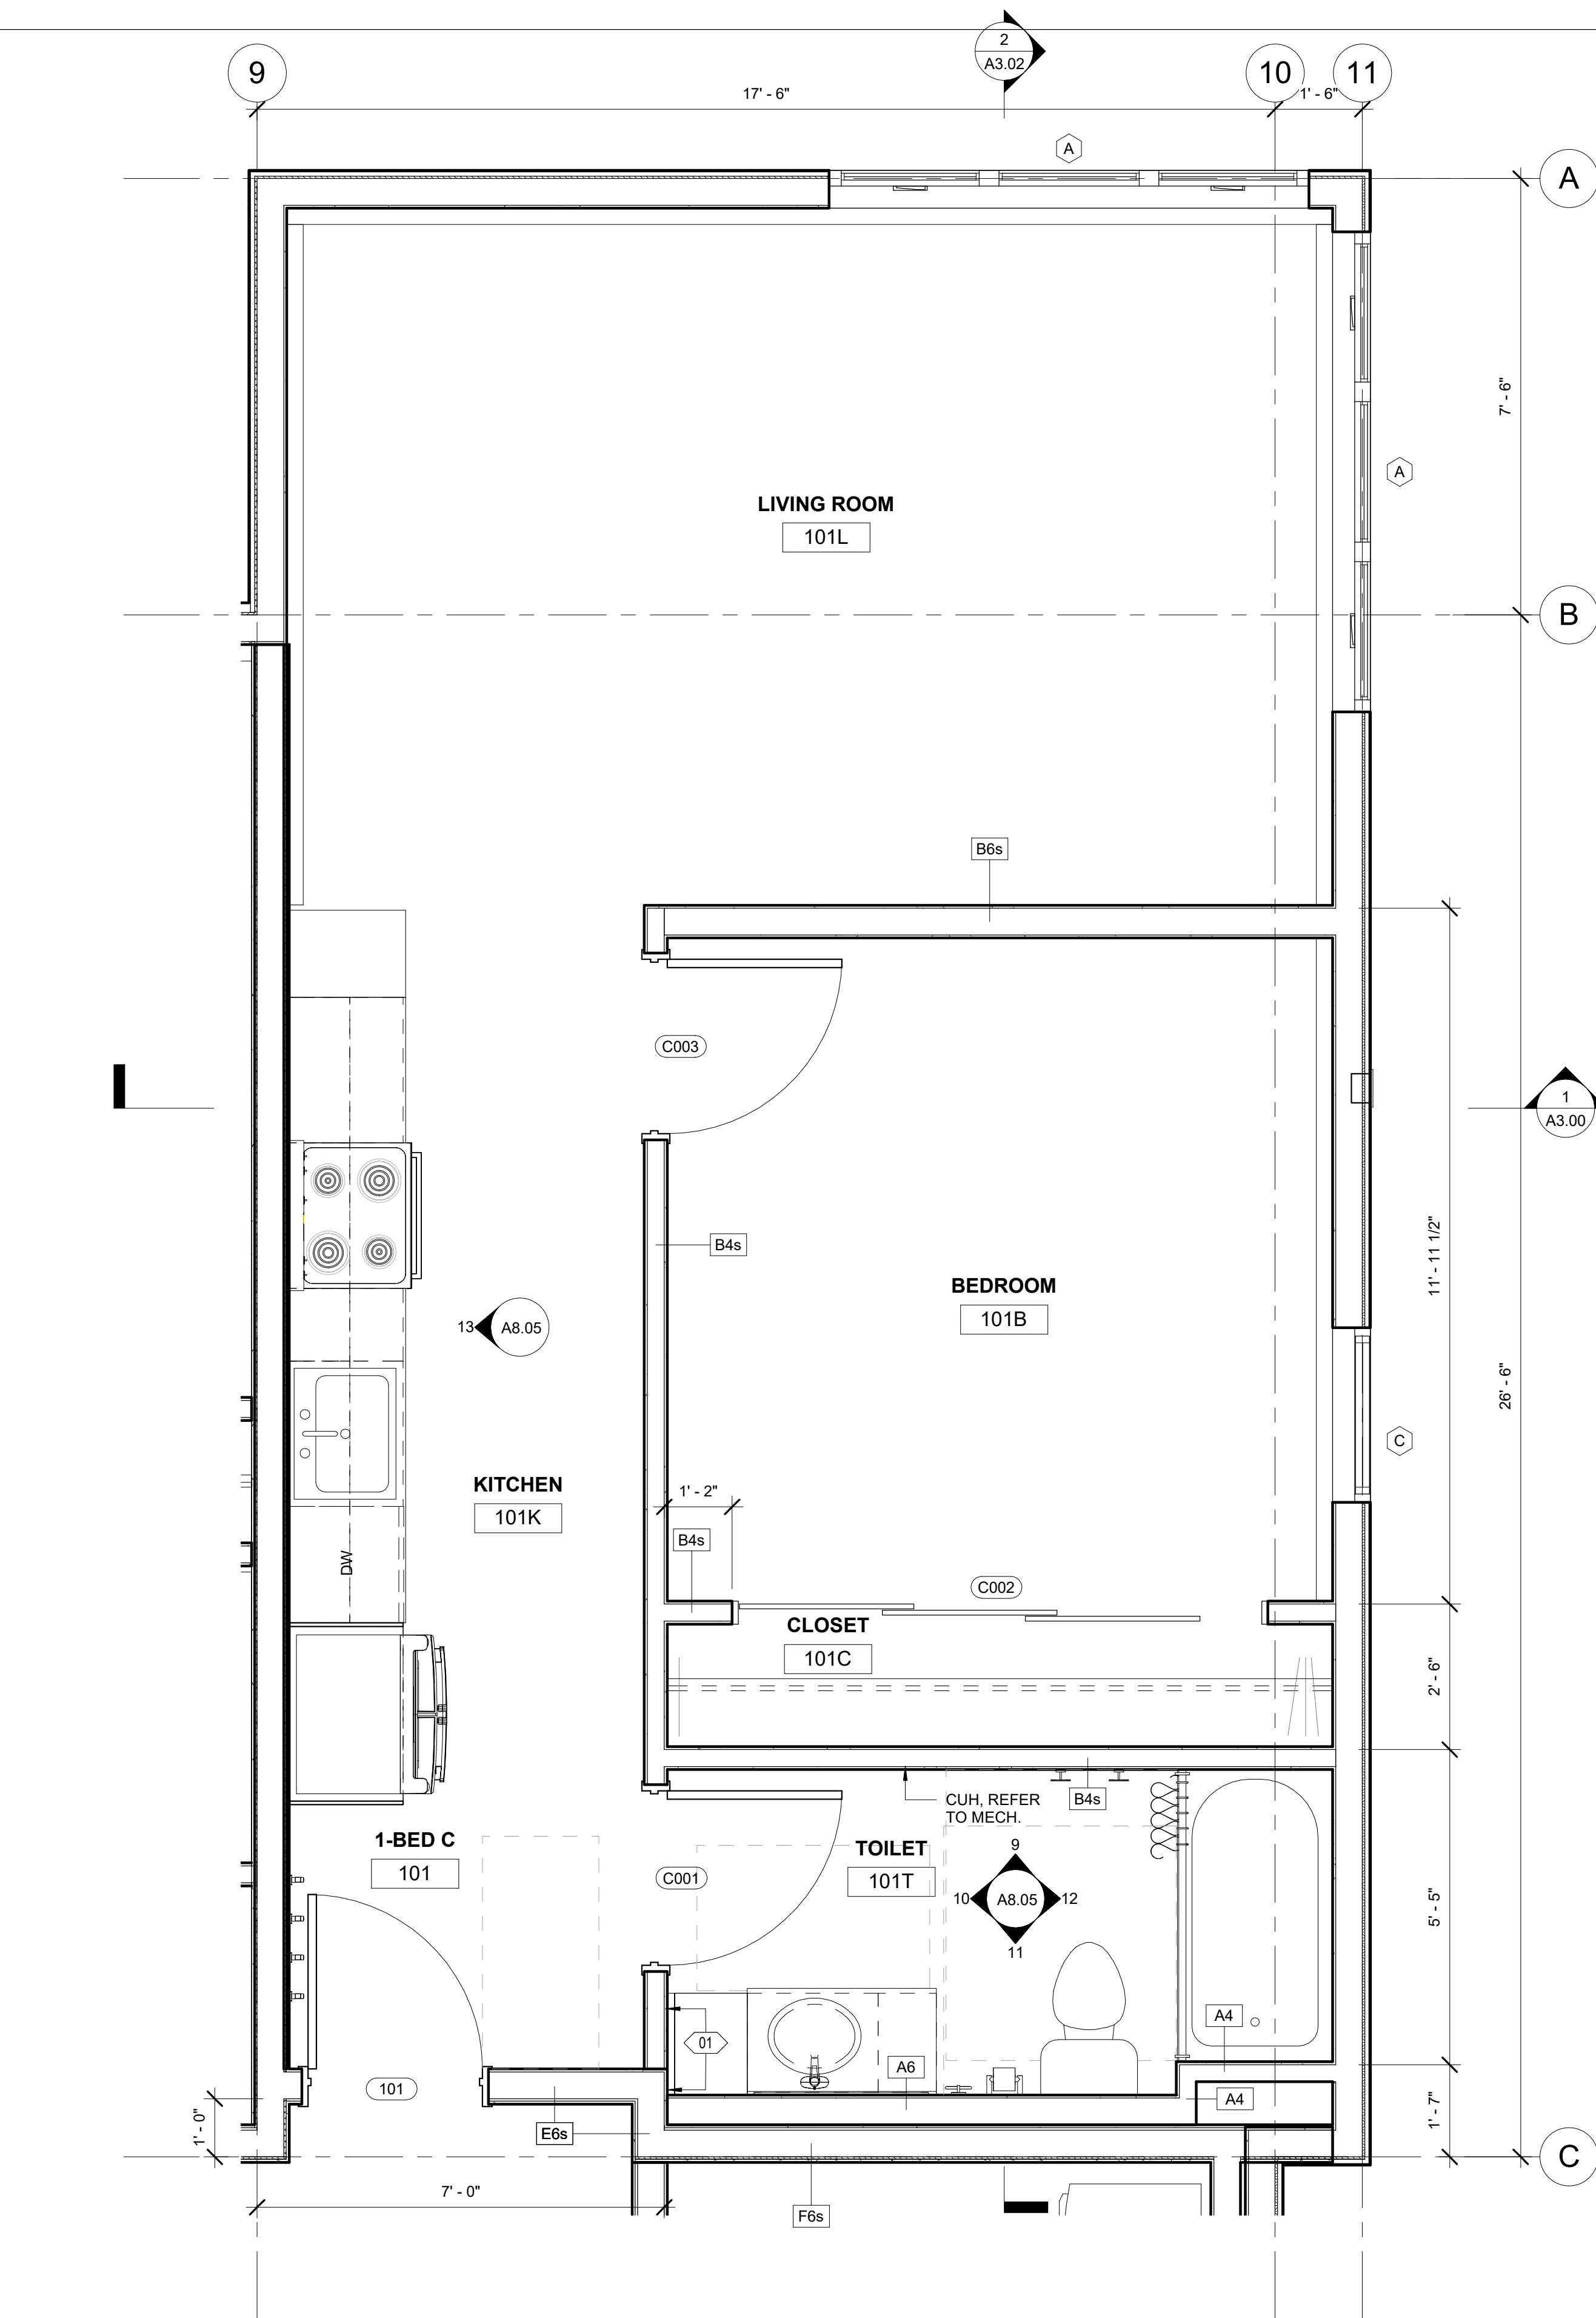 2
A3.02
9
10
11
17' - 6"
1' - 6"
A
A
7' - 6"
A
LIVING ROOM
101L
B
B6s
C003
1
A3.00
B4s
11' - 11 1/2"
BEDROOM
101B
13
A8.05
26' - 6"
C
KITCHEN
101K
1' - 2"
B4s
DW
C002
CLOSET
101C
2' - 6"
CUH, REFER
TO MECH.
B4s
1-BED C
101
TOILET
101T
C001
9
10
A8.05
12
11
5' - 5"
01
A4
A6
101
A4
1' - 0"
1' - 7"
E6s
C
7' - 0"
F6s